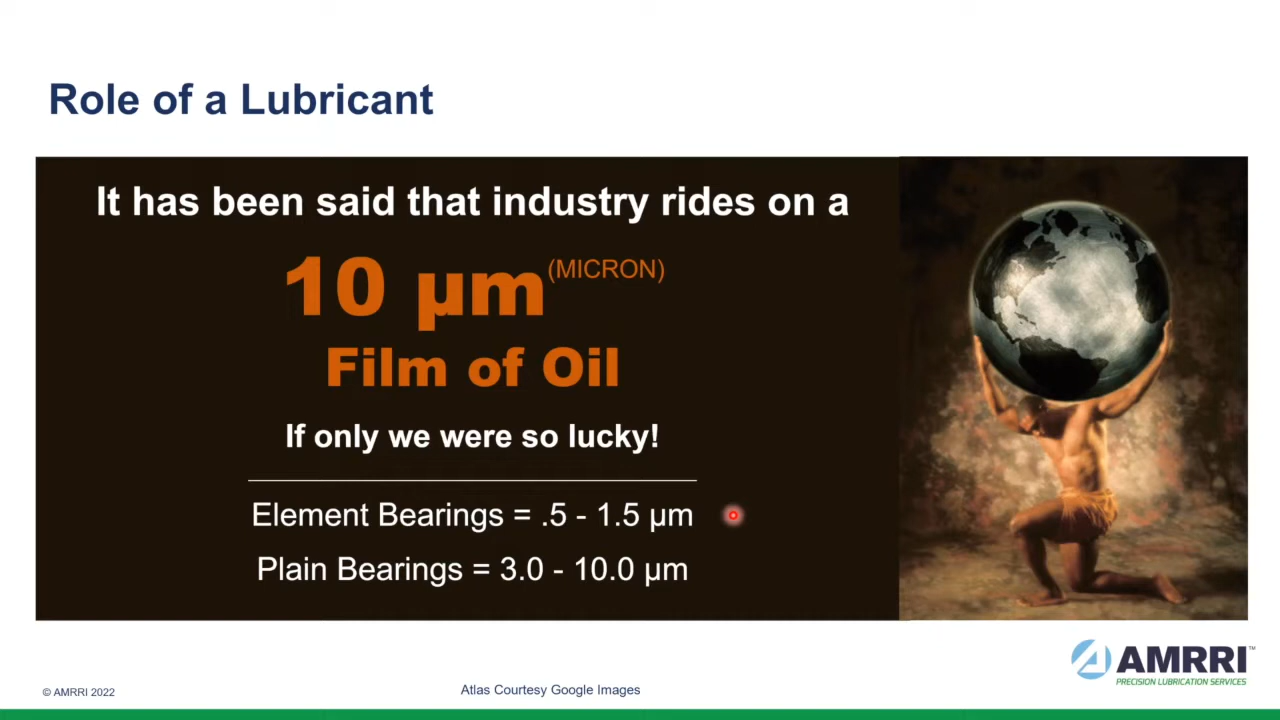 Role of a Lubricant
It has been said that industry rides on a
10 µm (MICRON)
Film of Oil
If only we were so lucky!
Element Bearings = .5 - 1.5 µm
Plain Bearings = 3.0 - 10.0 µm
AMRRI™
PRECISION LUBRICATION SERVICES
© AMRRI 2022
Atlas Courtesy Google Images